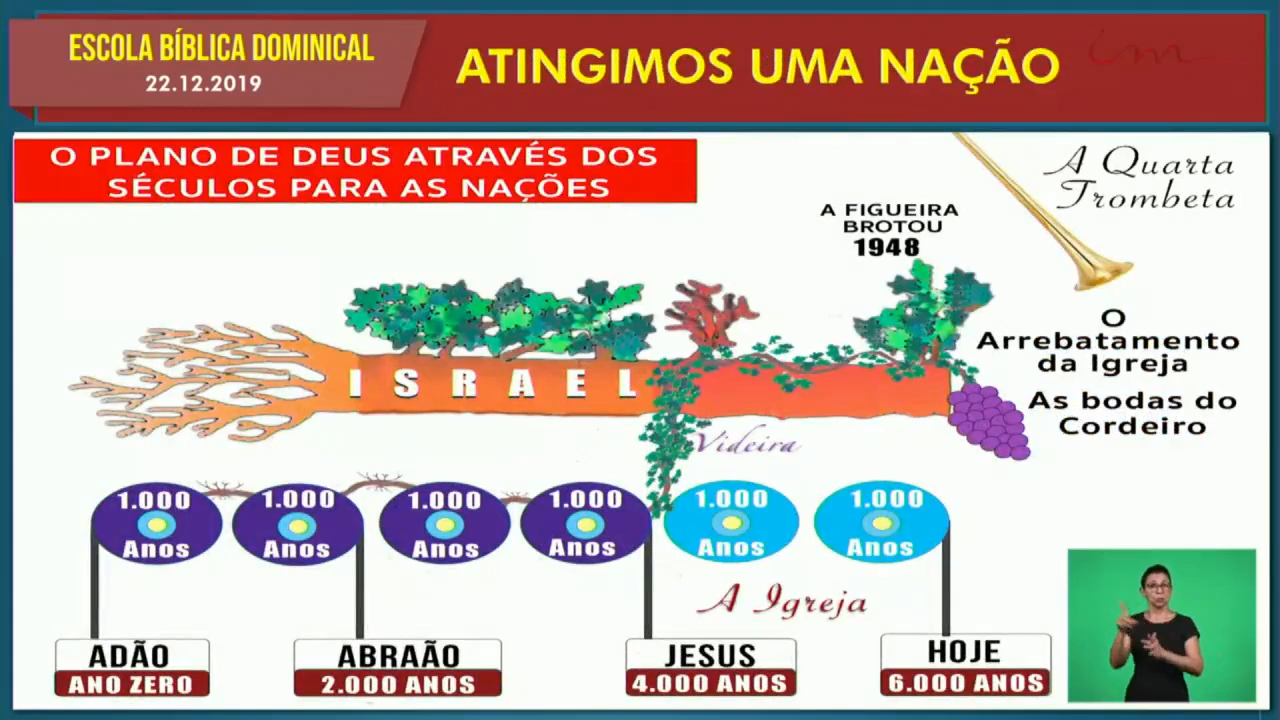 ESCOLA BÍBLICA DOMINICAL
22.12.2019
ATINGIMOS UMA NAÇÃO
im
O PLANO DE DEUS ATRAVÉS DOS
SÉCULOS PARA AS NAÇÕES
A Quarta
Trombeta
A FIGUEIRA
BROTOU
1948
O
Arrebatamento
da Igreja
As bodas do
Cordeiro
ISRAEL
Videira
1.000
Anos
1.000
Anos
1.000
Anos
1.000
Anos
1.000
Anos
1.000
Anos
A Igreja
ADÃO
ANO ZERO
ABRAÃO
2.000 ANOS
JESUS
4.000 ANOS
HOJE
6.000 ANOS